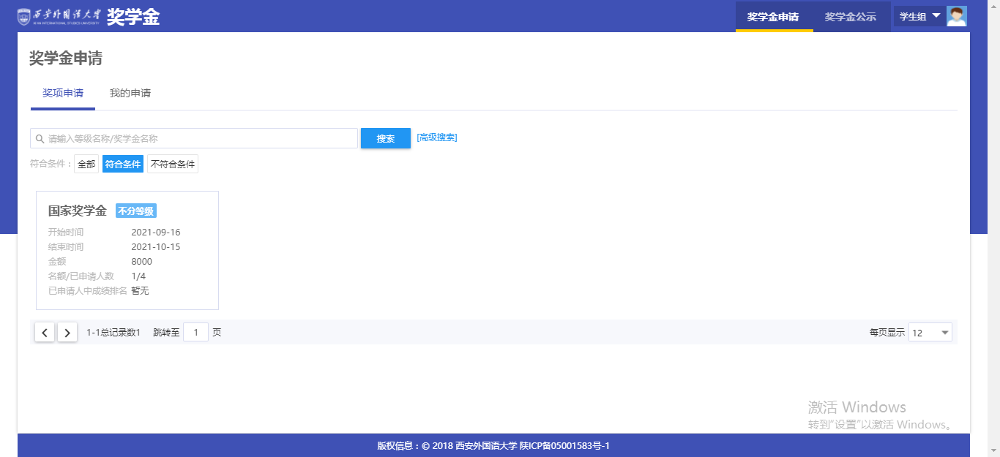 西安外国语大学 奖学金 奖学金申请 奖学金公示 学生组
XI'AN INTERNATIONAL STUDIES UNIVERSITY
奖学金申请
奖项申请 我的申请
请输入等级名称/奖学金名称 搜索 [高级搜索]
符合条件： 全部 符合条件 不符合条件
国家奖学金 不分等级
开始时间 2021-09-16
结束时间 2021-10-15
金额 8000
名额/已申请人数 1/4
已申请人中成绩排名 暂无
1-1总记录数1 跳转至 1 页 每页显示 12
激活 Windows
转到"设置"以激活 Windows。
版权信息：© 2018 西安外国语大学 陕ICP备05001583号-1